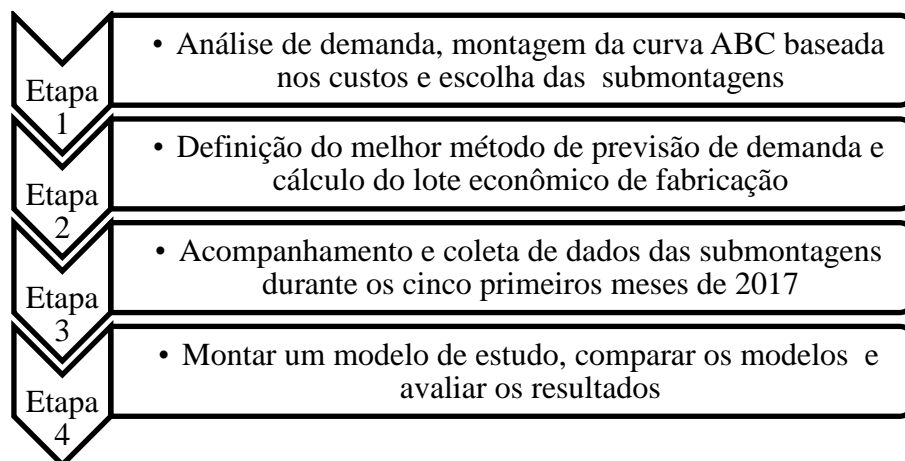 Etapa
1
• Análise de demanda, montagem da curva ABC baseada
nos custos e escolha das submontagens
Etapa
2
• Definição do melhor método de previsão de demanda e
cálculo do lote econômico de fabricação
Etapa
3
• Acompanhamento e coleta de dados das submontagens
durante os cinco primeiros meses de 2017
Etapa
4
• Montar um modelo de estudo, comparar os modelos e
avaliar os resultados